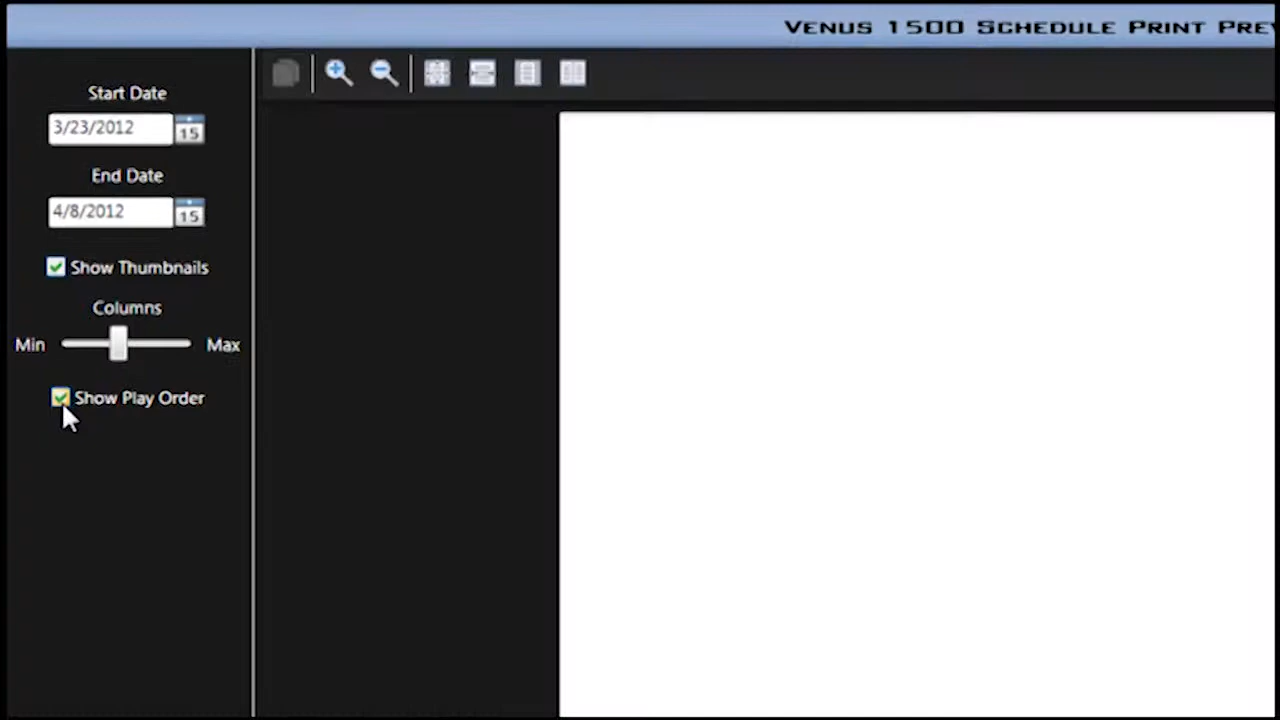 VENUS 1500 SCHEDULE PRINT PRE
Start Date
3/23/2012
15
End Date
4/8/2012
15
Show Thumbnails
Columns
Min Max
Show Play Order